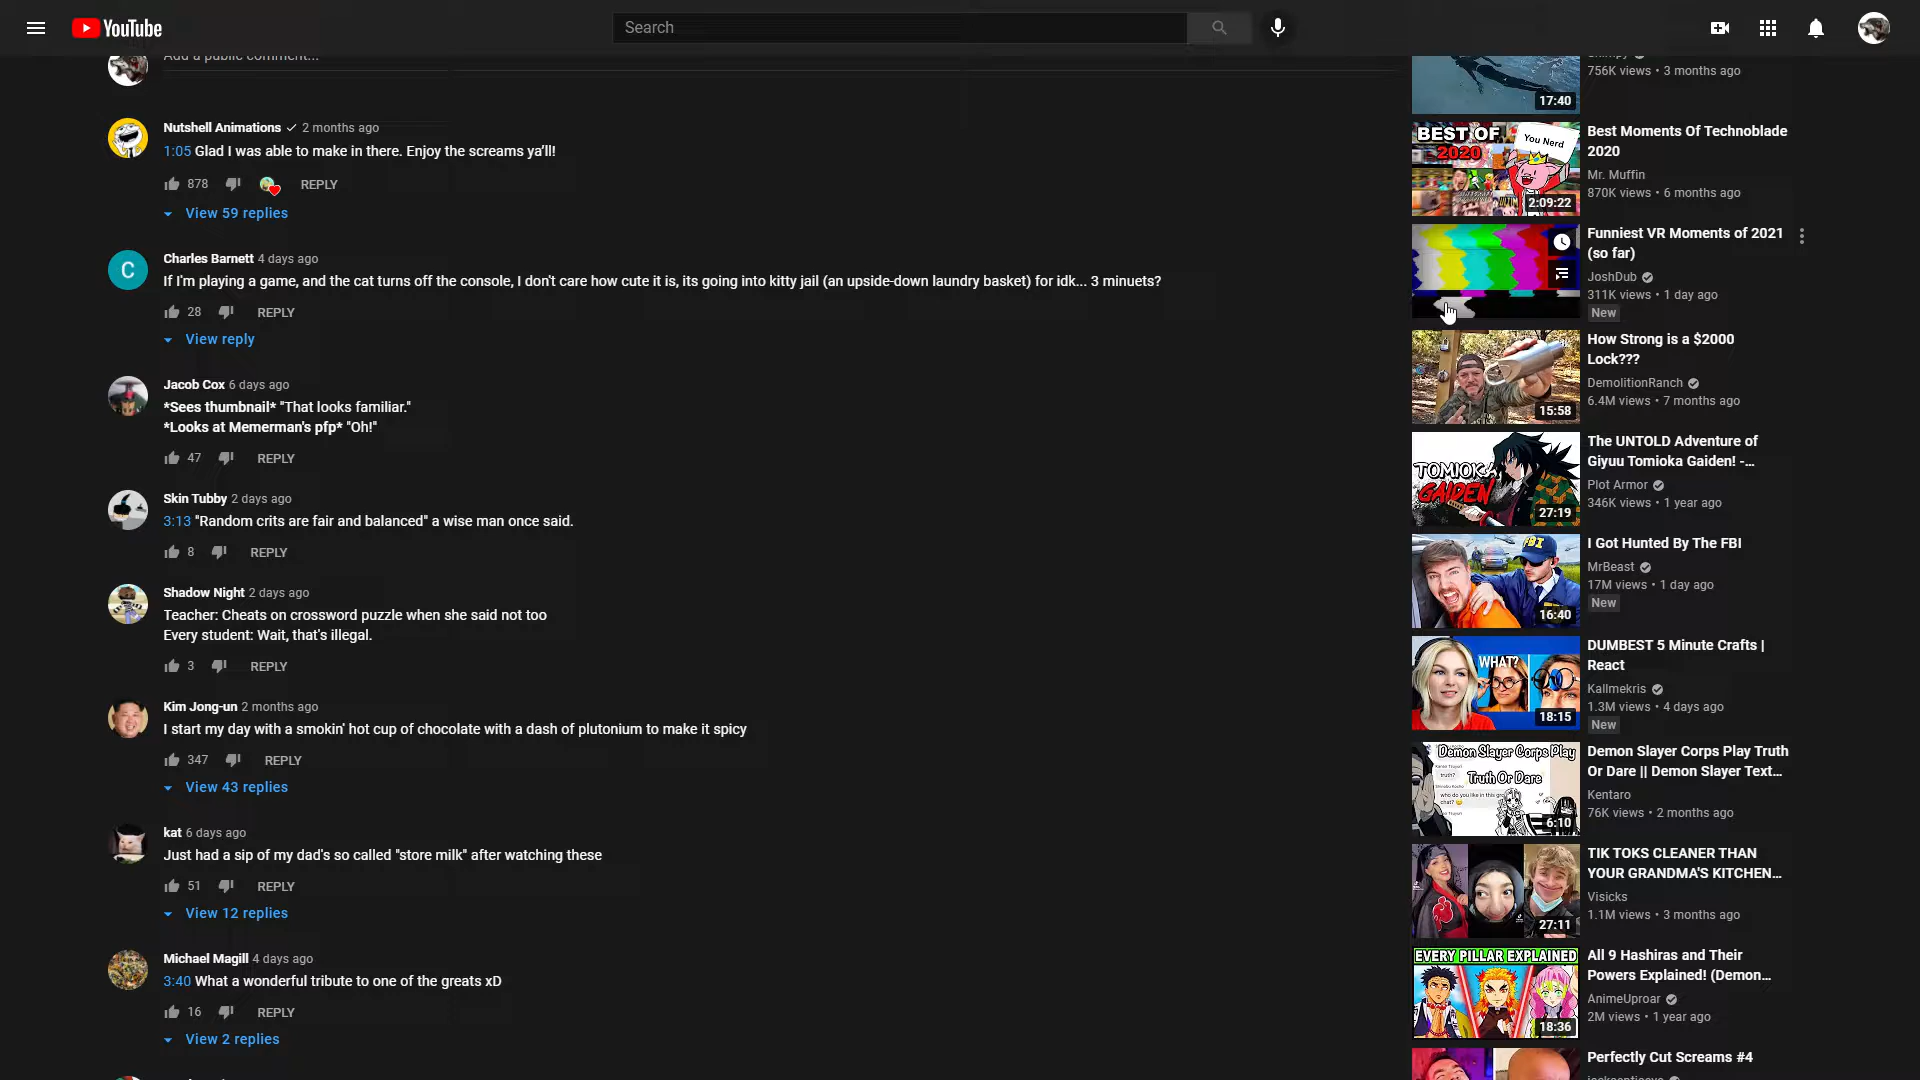 YouTube
Search
Add a public comment...
Nutshell Animations 2 months ago
1:05 Glad I was able to make in there. Enjoy the screams ya'll!
878 REPLY
View 59 replies
C
Charles Barnett 4 days ago
If I'm playing a game, and the cat turns off the console, I don't care how cute it is, its going into kitty jail (an upside-down laundry basket) for idk... 3 minuets?
28 REPLY
View reply
Jacob Cox 6 days ago
*Sees thumbnail* "That looks familiar."
*Looks at Memerman's pfp* "Oh!"
47 REPLY
Skin Tubby 2 days ago
3:13 "Random crits are fair and balanced" a wise man once said.
8 REPLY
Shadow Night 2 days ago
Teacher: Cheats on crossword puzzle when she said not too
Every student: Wait, that's illegal.
3 REPLY
Kim Jong-un 2 months ago
I start my day with a smokin' hot cup of chocolate with a dash of plutonium to make it spicy
347 REPLY
View 43 replies
kat 6 days ago
Just had a sip of my dad's so called "store milk" after watching these
51 REPLY
View 12 replies
Michael Magill 4 days ago
3:40 What a wonderful tribute to one of the greats xD
16 REPLY
View 2 replies
756K views • 3 months ago
17:40
BEST OF
2020
You Nerd
2:09:22
Best Moments Of Technoblade
2020
Mr. Muffin
870K views • 6 months ago
Funniest VR Moments of 2021
(so far)
JoshDub
311K views • 1 day ago
New
How Strong is a $2000
Lock???
DemolitionRanch
6.4M views • 7 months ago
15:58
TOMIOKA
GAIDEN
27:19
The UNTOLD Adventure of
Giyuu Tomioka Gaiden! -...
Plot Armor
346K views • 1 year ago
FBI
16:40
I Got Hunted By The FBI
MrBeast
17M views • 1 day ago
New
WHAT?
18:15
DUMBEST 5 Minute Crafts |
React
Kallmekris
1.3M views • 4 days ago
New
Demon Slayer Corps Play
truth?
Truth Or Dare
who do you like in this
chat?
6:10
Demon Slayer Corps Play Truth
Or Dare || Demon Slayer Text...
Kentaro
76K views • 2 months ago
27:11
TIK TOKS CLEANER THAN
YOUR GRANDMA'S KITCHEN...
Visicks
1.1M views • 3 months ago
EVERY PILLAR EXPLAINED
18:36
All 9 Hashiras and Their
Powers Explained! (Demon...
AnimeUproar
2M views • 1 year ago
Perfectly Cut Screams #4